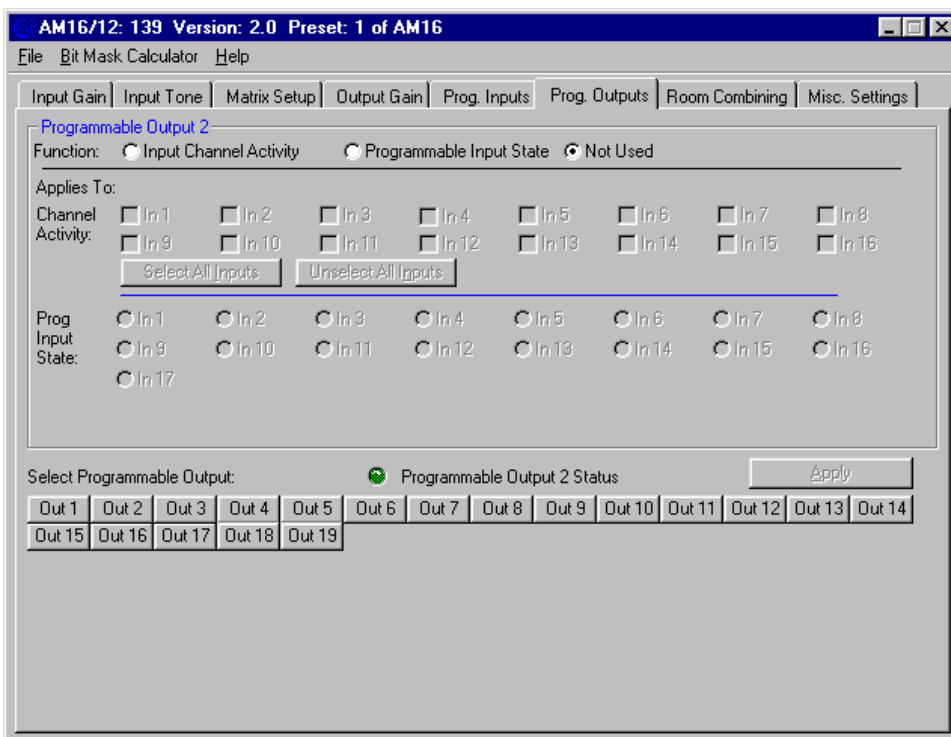 AM16/12: 139 Version: 2.0 Preset: 1 of AM16
File Bit Mask Calculator Help
Input Gain Input Tone Matrix Setup Output Gain Prog. Inputs Prog. Outputs Room Combining Misc. Settings
Programmable Output 2
Function: Input Channel Activity Programmable Input State Not Used
Applies To:
Channel Activity: In 1 In 2 In 3 In 4 In 5 In 6 In 7 In 8
In 9 In 10 In 11 In 12 In 13 In 14 In 15 In 16
Select All Inputs Unselect All Inputs
Prog Input State: In 1 In 2 In 3 In 4 In 5 In 6 In 7 In 8
In 9 In 10 In 11 In 12 In 13 In 14 In 15 In 16
In 17
Select Programmable Output: Programmable Output 2 Status Apply
Out 1 Out 2 Out 3 Out 4 Out 5 Out 6 Out 7 Out 8 Out 9 Out 10 Out 11 Out 12 Out 13 Out 14
Out 15 Out 16 Out 17 Out 18 Out 19